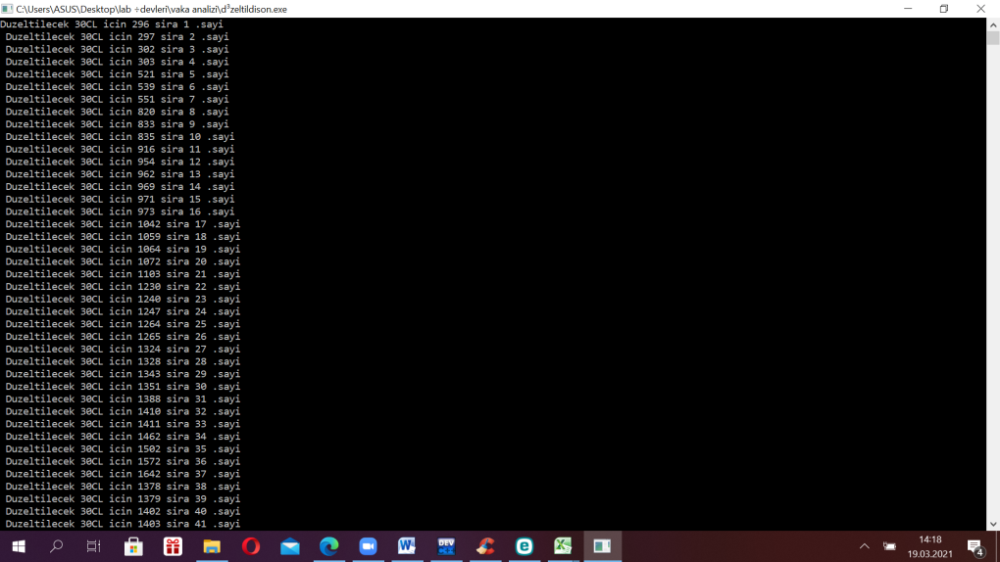 C:\Users\ASUS\Desktop\lab ÷devleri\vaka analizi\d³zeltildison.exe
Duzeltilecek 30CL icin 296 sira 1 .sayi
Duzeltilecek 30CL icin 297 sira 2 .sayi
Duzeltilecek 30CL icin 302 sira 3 .sayi
Duzeltilecek 30CL icin 303 sira 4 .sayi
Duzeltilecek 30CL icin 521 sira 5 .sayi
Duzeltilecek 30CL icin 539 sira 6 .sayi
Duzeltilecek 30CL icin 551 sira 7 .sayi
Duzeltilecek 30CL icin 820 sira 8 .sayi
Duzeltilecek 30CL icin 833 sira 9 .sayi
Duzeltilecek 30CL icin 835 sira 10 .sayi
Duzeltilecek 30CL icin 916 sira 11 .sayi
Duzeltilecek 30CL icin 954 sira 12 .sayi
Duzeltilecek 30CL icin 962 sira 13 .sayi
Duzeltilecek 30CL icin 969 sira 14 .sayi
Duzeltilecek 30CL icin 971 sira 15 .sayi
Duzeltilecek 30CL icin 973 sira 16 .sayi
Duzeltilecek 30CL icin 1042 sira 17 .sayi
Duzeltilecek 30CL icin 1059 sira 18 .sayi
Duzeltilecek 30CL icin 1064 sira 19 .sayi
Duzeltilecek 30CL icin 1072 sira 20 .sayi
Duzeltilecek 30CL icin 1103 sira 21 .sayi
Duzeltilecek 30CL icin 1230 sira 22 .sayi
Duzeltilecek 30CL icin 1240 sira 23 .sayi
Duzeltilecek 30CL icin 1247 sira 24 .sayi
Duzeltilecek 30CL icin 1264 sira 25 .sayi
Duzeltilecek 30CL icin 1265 sira 26 .sayi
Duzeltilecek 30CL icin 1324 sira 27 .sayi
Duzeltilecek 30CL icin 1328 sira 28 .sayi
Duzeltilecek 30CL icin 1343 sira 29 .sayi
Duzeltilecek 30CL icin 1351 sira 30 .sayi
Duzeltilecek 30CL icin 1388 sira 31 .sayi
Duzeltilecek 30CL icin 1410 sira 32 .sayi
Duzeltilecek 30CL icin 1411 sira 33 .sayi
Duzeltilecek 30CL icin 1462 sira 34 .sayi
Duzeltilecek 30CL icin 1502 sira 35 .sayi
Duzeltilecek 30CL icin 1572 sira 36 .sayi
Duzeltilecek 30CL icin 1642 sira 37 .sayi
Duzeltilecek 30CL icin 1378 sira 38 .sayi
Duzeltilecek 30CL icin 1379 sira 39 .sayi
Duzeltilecek 30CL icin 1402 sira 40 .sayi
Duzeltilecek 30CL icin 1403 sira 41 .sayi
DEV
14:18
19.03.2021
4